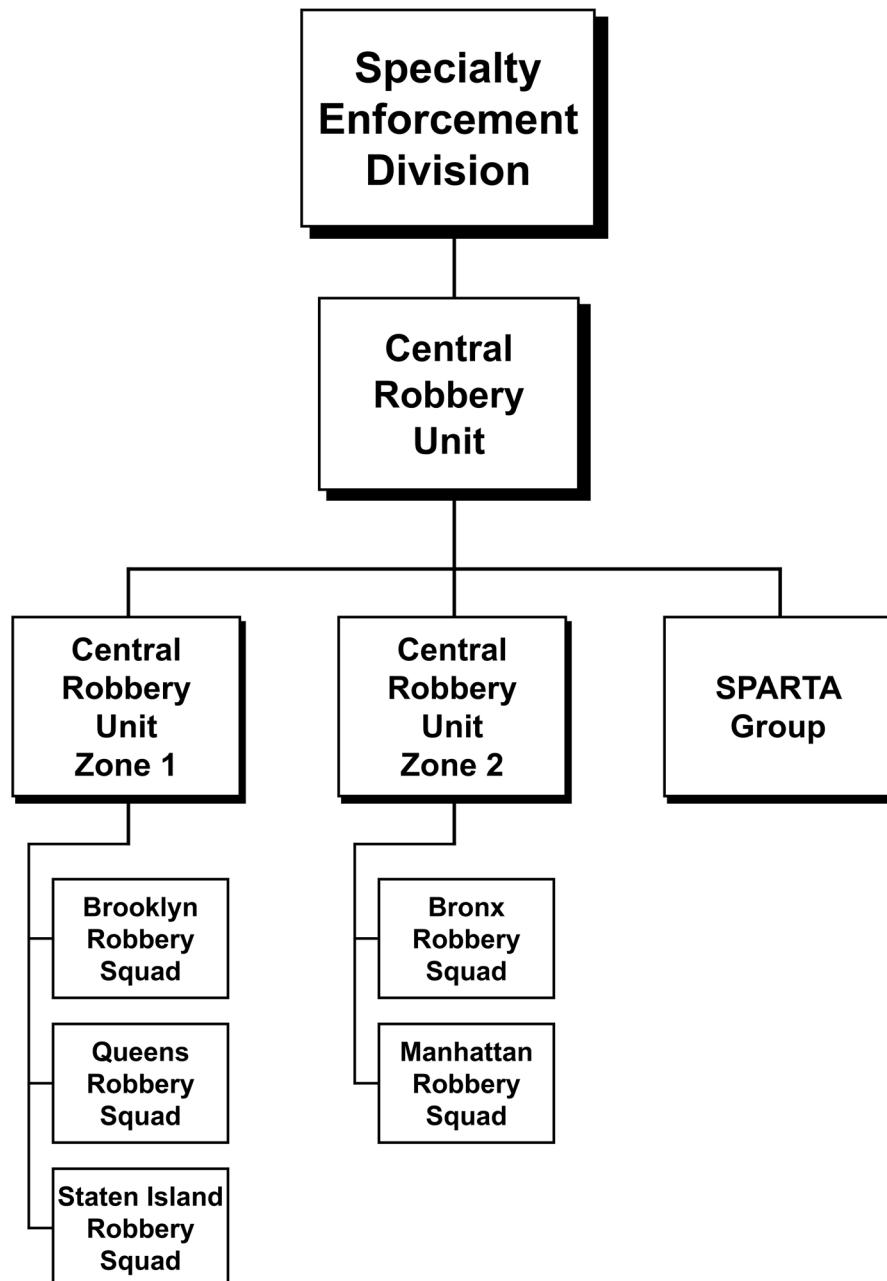 Specialty
Enforcement
Division
Central
Robbery
Unit
Central
Robbery
Unit
Zone 1
Central
Robbery
Unit
Zone 2
SPARTA
Group
Brooklyn
Robbery
Squad
Queens
Robbery
Squad
Staten Island
Robbery
Squad
Bronx
Robbery
Squad
Manhattan
Robbery
Squad